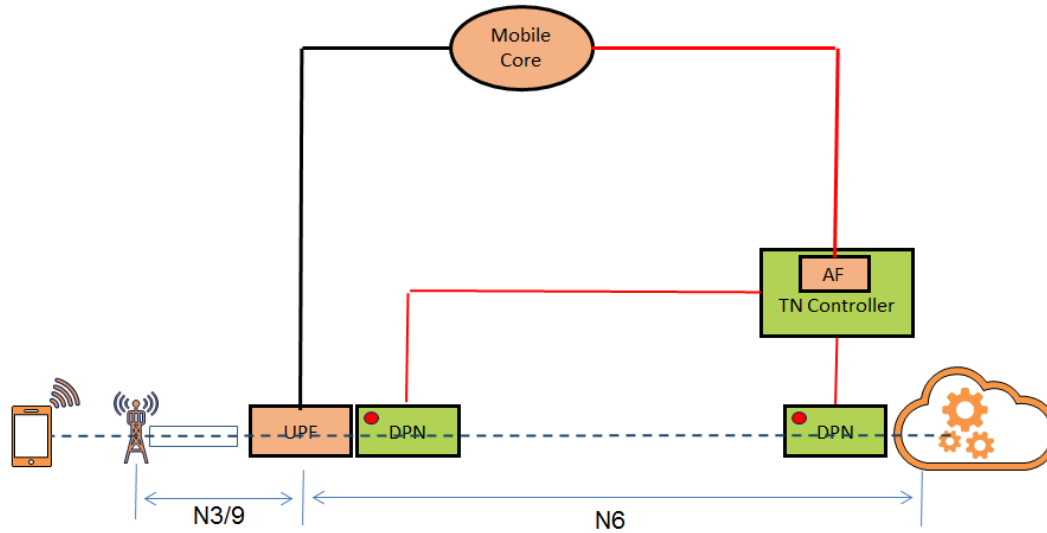 Mobile
Core
AF
TN Controller
UPF
DPN
DPN
N3/9
N6